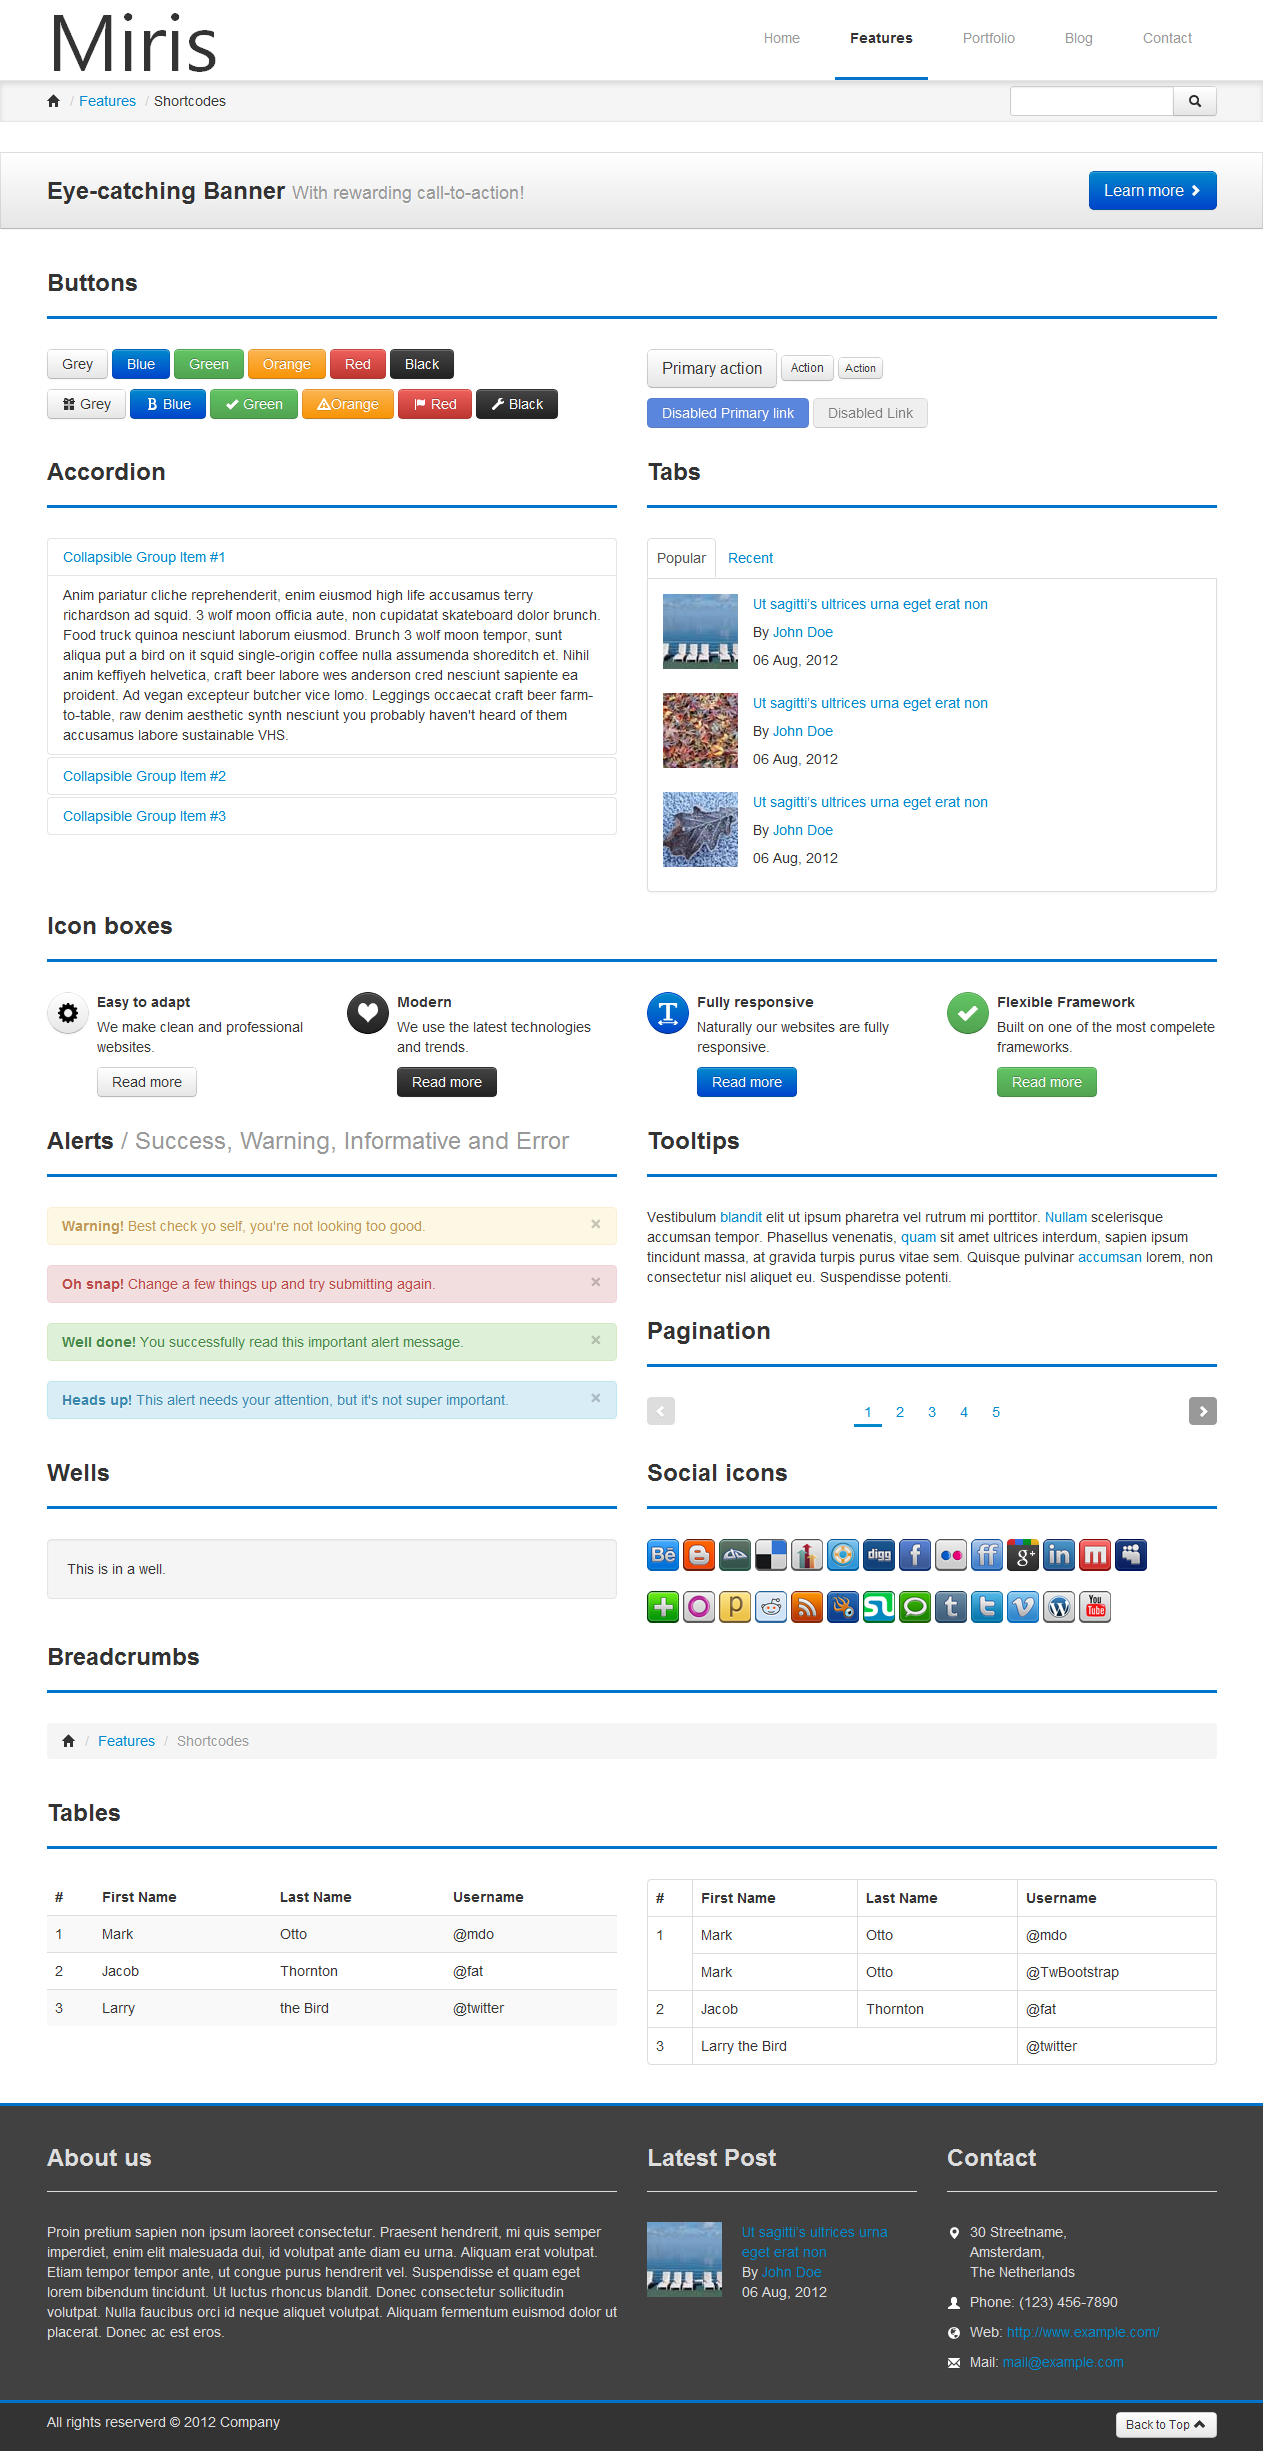 Miris
Home Features Portfolio Blog Contact
/ Features / Shortcodes
Eye-catching Banner With rewarding call-to-action!
Learn more
Buttons
Grey Blue Green Orange Red Black
Grey Blue Green Orange Red Black
Primary action Action Action
Disabled Primary link Disabled Link
Accordion
Collapsible Group Item #1
Anim pariatur cliche reprehenderit, enim eiusmod high life accusamus terry
richardson ad squid. 3 wolf moon officia aute, non cupidatat skateboard dolor brunch.
Food truck quinoa nesciunt laborum eiusmod. Brunch 3 wolf moon tempor, sunt
aliqua put a bird on it squid single-origin coffee nulla assumenda shoreditch et. Nihil
anim keffiyeh helvetica, craft beer labore wes anderson cred nesciunt sapiente ea
proident. Ad vegan excepteur butcher vice lomo. Leggings occaecat craft beer farm-
to-table, raw denim aesthetic synth nesciunt you probably haven't heard of them
accusamus labore sustainable VHS.
Collapsible Group Item #2
Collapsible Group Item #3
Tabs
Popular Recent
Ut sagitti's ultrices urna eget erat non
By John Doe
06 Aug, 2012
Ut sagitti's ultrices urna eget erat non
By John Doe
06 Aug, 2012
Ut sagitti's ultrices urna eget erat non
By John Doe
06 Aug, 2012
Icon boxes
Easy to adapt
We make clean and professional
websites.
Read more
Modern
We use the latest technologies
and trends.
Read more
Fully responsive
Naturally our websites are fully
responsive.
Read more
Flexible Framework
Built on one of the most compelete
frameworks.
Read more
Alerts / Success, Warning, Informative and Error
Warning! Best check yo self, you're not looking too good. ×
Oh snap! Change a few things up and try submitting again. ×
Well done! You successfully read this important alert message. ×
Heads up! This alert needs your attention, but it's not super important. ×
Tooltips
Vestibulum blandit elit ut ipsum pharetra vel rutrum mi porttitor. Nullam scelerisque
accumsan tempor. Phasellus venenatis, quam sit amet ultrices interdum, sapien ipsum
tincidunt massa, at gravida turpis purus vitae sem. Quisque pulvinar accumsan lorem, non
consectetur nisl aliquet eu. Suspendisse potenti.
Pagination
1 2 3 4 5
Wells
This is in a well.
Social icons
Bē digg f ff g+ in m
p t t v W You Tube
Breadcrumbs
/ Features / Shortcodes
Tables
# First Name Last Name Username
1 Mark Otto @mdo
2 Jacob Thornton @fat
3 Larry the Bird @twitter
# First Name Last Name Username
1 Mark Otto @mdo
Mark Otto @TwBootstrap
2 Jacob Thornton @fat
3 Larry the Bird @twitter
About us
Proin pretium sapien non ipsum laoreet consectetur. Praesent hendrerit, mi quis semper
imperdiet, enim elit malesuada dui, id volutpat ante diam eu urna. Aliquam erat volutpat.
Etiam tempor tempor ante, ut congue purus hendrerit vel. Suspendisse et quam eget
lorem bibendum tincidunt. Ut luctus rhoncus blandit. Donec consectetur sollicitudin
volutpat. Nulla faucibus orci id neque aliquet volutpat. Aliquam fermentum euismod dolor ut
placerat. Donec ac est eros.
Latest Post
Ut sagitti's ultrices urna
eget erat non
By John Doe
06 Aug, 2012
Contact
30 Streetname,
Amsterdam,
The Netherlands
Phone: (123) 456-7890
Web: http://www.example.com/
Mail: mail@example.com
All rights reserverd © 2012 Company
Back to Top